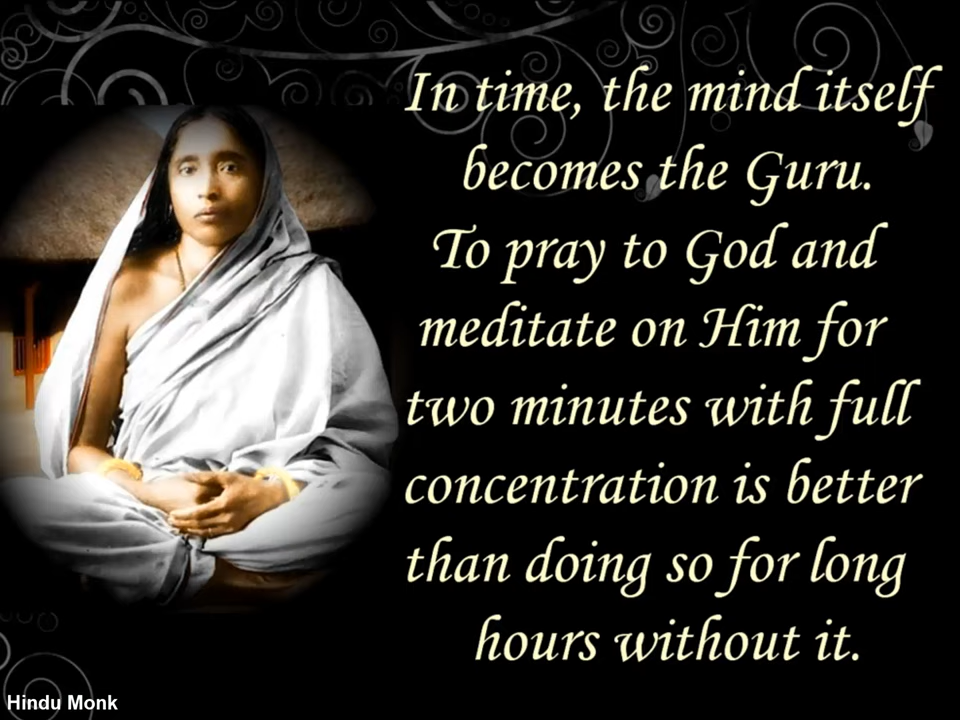 In time, the mind itself
becomes the Guru.
To pray to God and
meditate on Him for
two minutes with full
concentration is better
than doing so for long
hours without it.
Hindu Monk